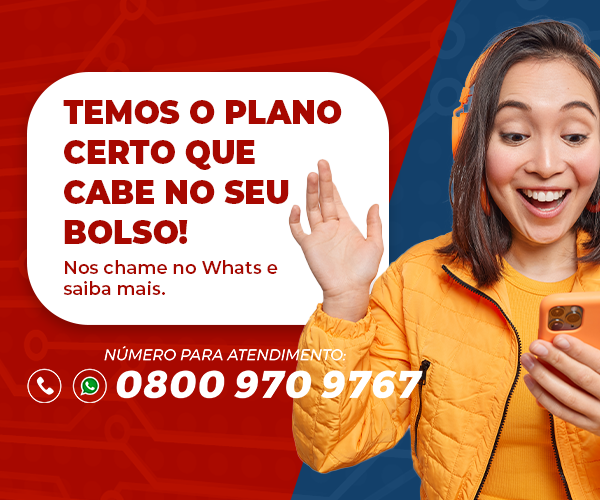 TEMOS O PLANO
CERTO QUE
CABE NO SEU
BOLSO!
Nos chame no Whats e
saiba mais.
NÚMERO PARA ATENDIMENTO:
0800 970 9767